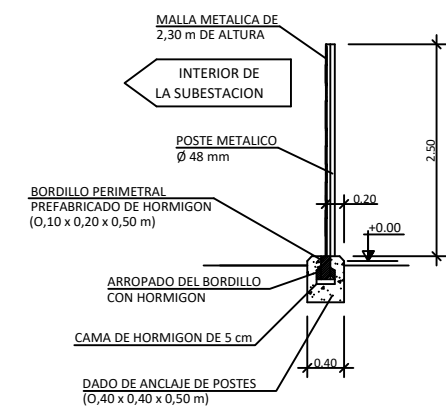 MALLA METALICA DE
2,30 m DE ALTURA
INTERIOR DE
LA SUBESTACION
POSTE METALICO
Ø 48 mm
2.50
BORDILLO PERIMETRAL
PREFABRICADO DE HORMIGON
(O,10 x 0,20 x 0,50 m)
0.20
+0.00
ARROPADO DEL BORDILLO
CON HORMIGON
CAMA DE HORMIGON DE 5 cm
0.40
DADO DE ANCLAJE DE POSTES
(O,40 x 0,40 x 0,50 m)